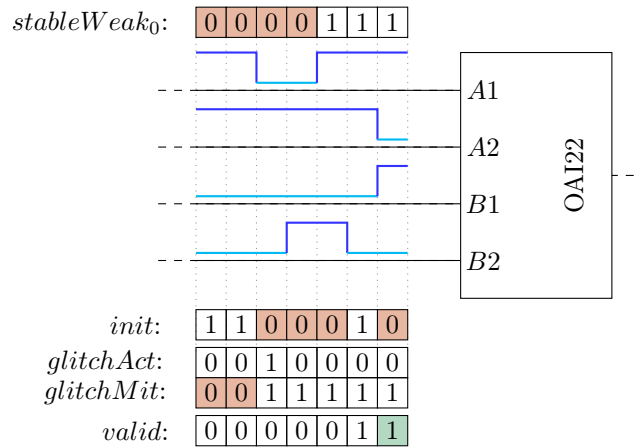 stableWeak₀: 0 0 0 0 1 1 1
A1
A2
B1
B2
OAI22
init: 1 1 0 0 0 1 0
glitchAct: 0 0 1 0 0 0 0
glitchMit: 0 0 1 1 1 1 1
valid: 0 0 0 0 0 1 1